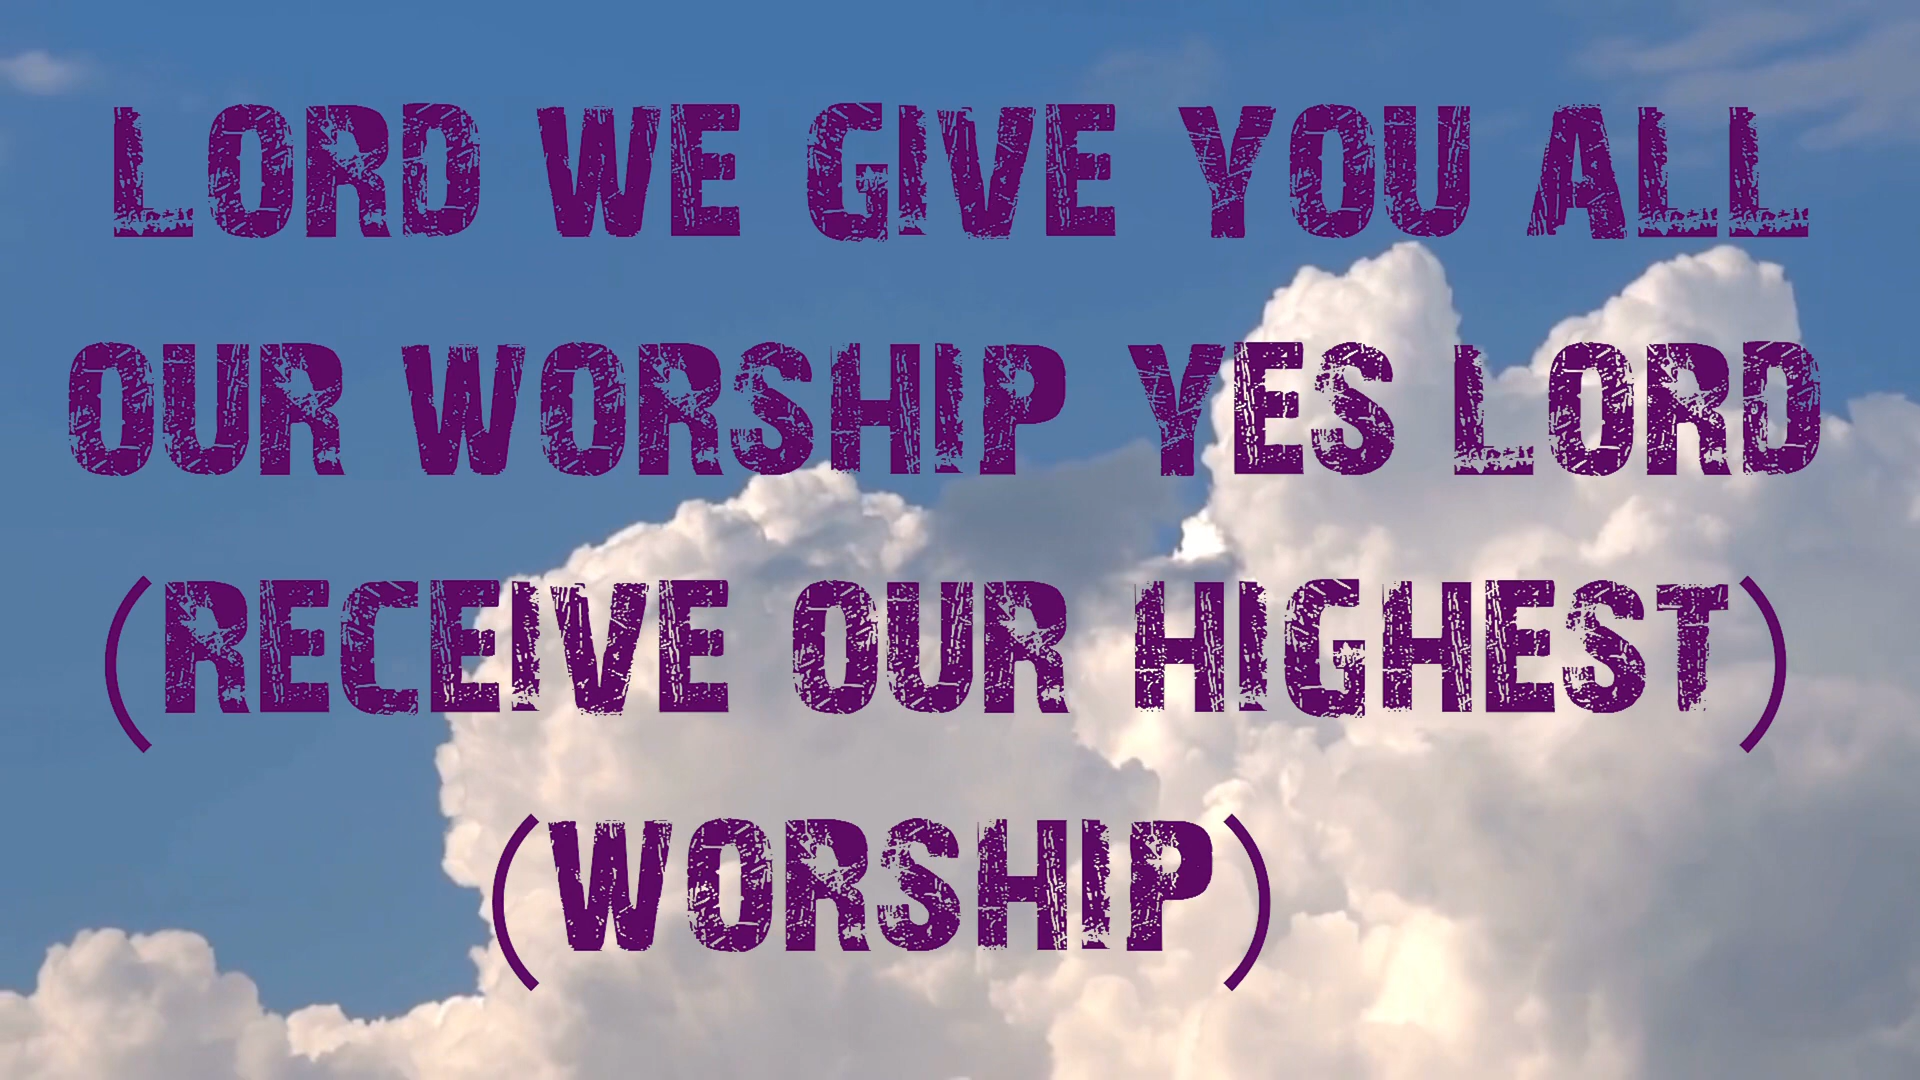 LORD WE GIVE YOU ALL
OUR WORSHIP YES LORD
(RECEIVE OUR HIGHEST)
(WORSHIP)